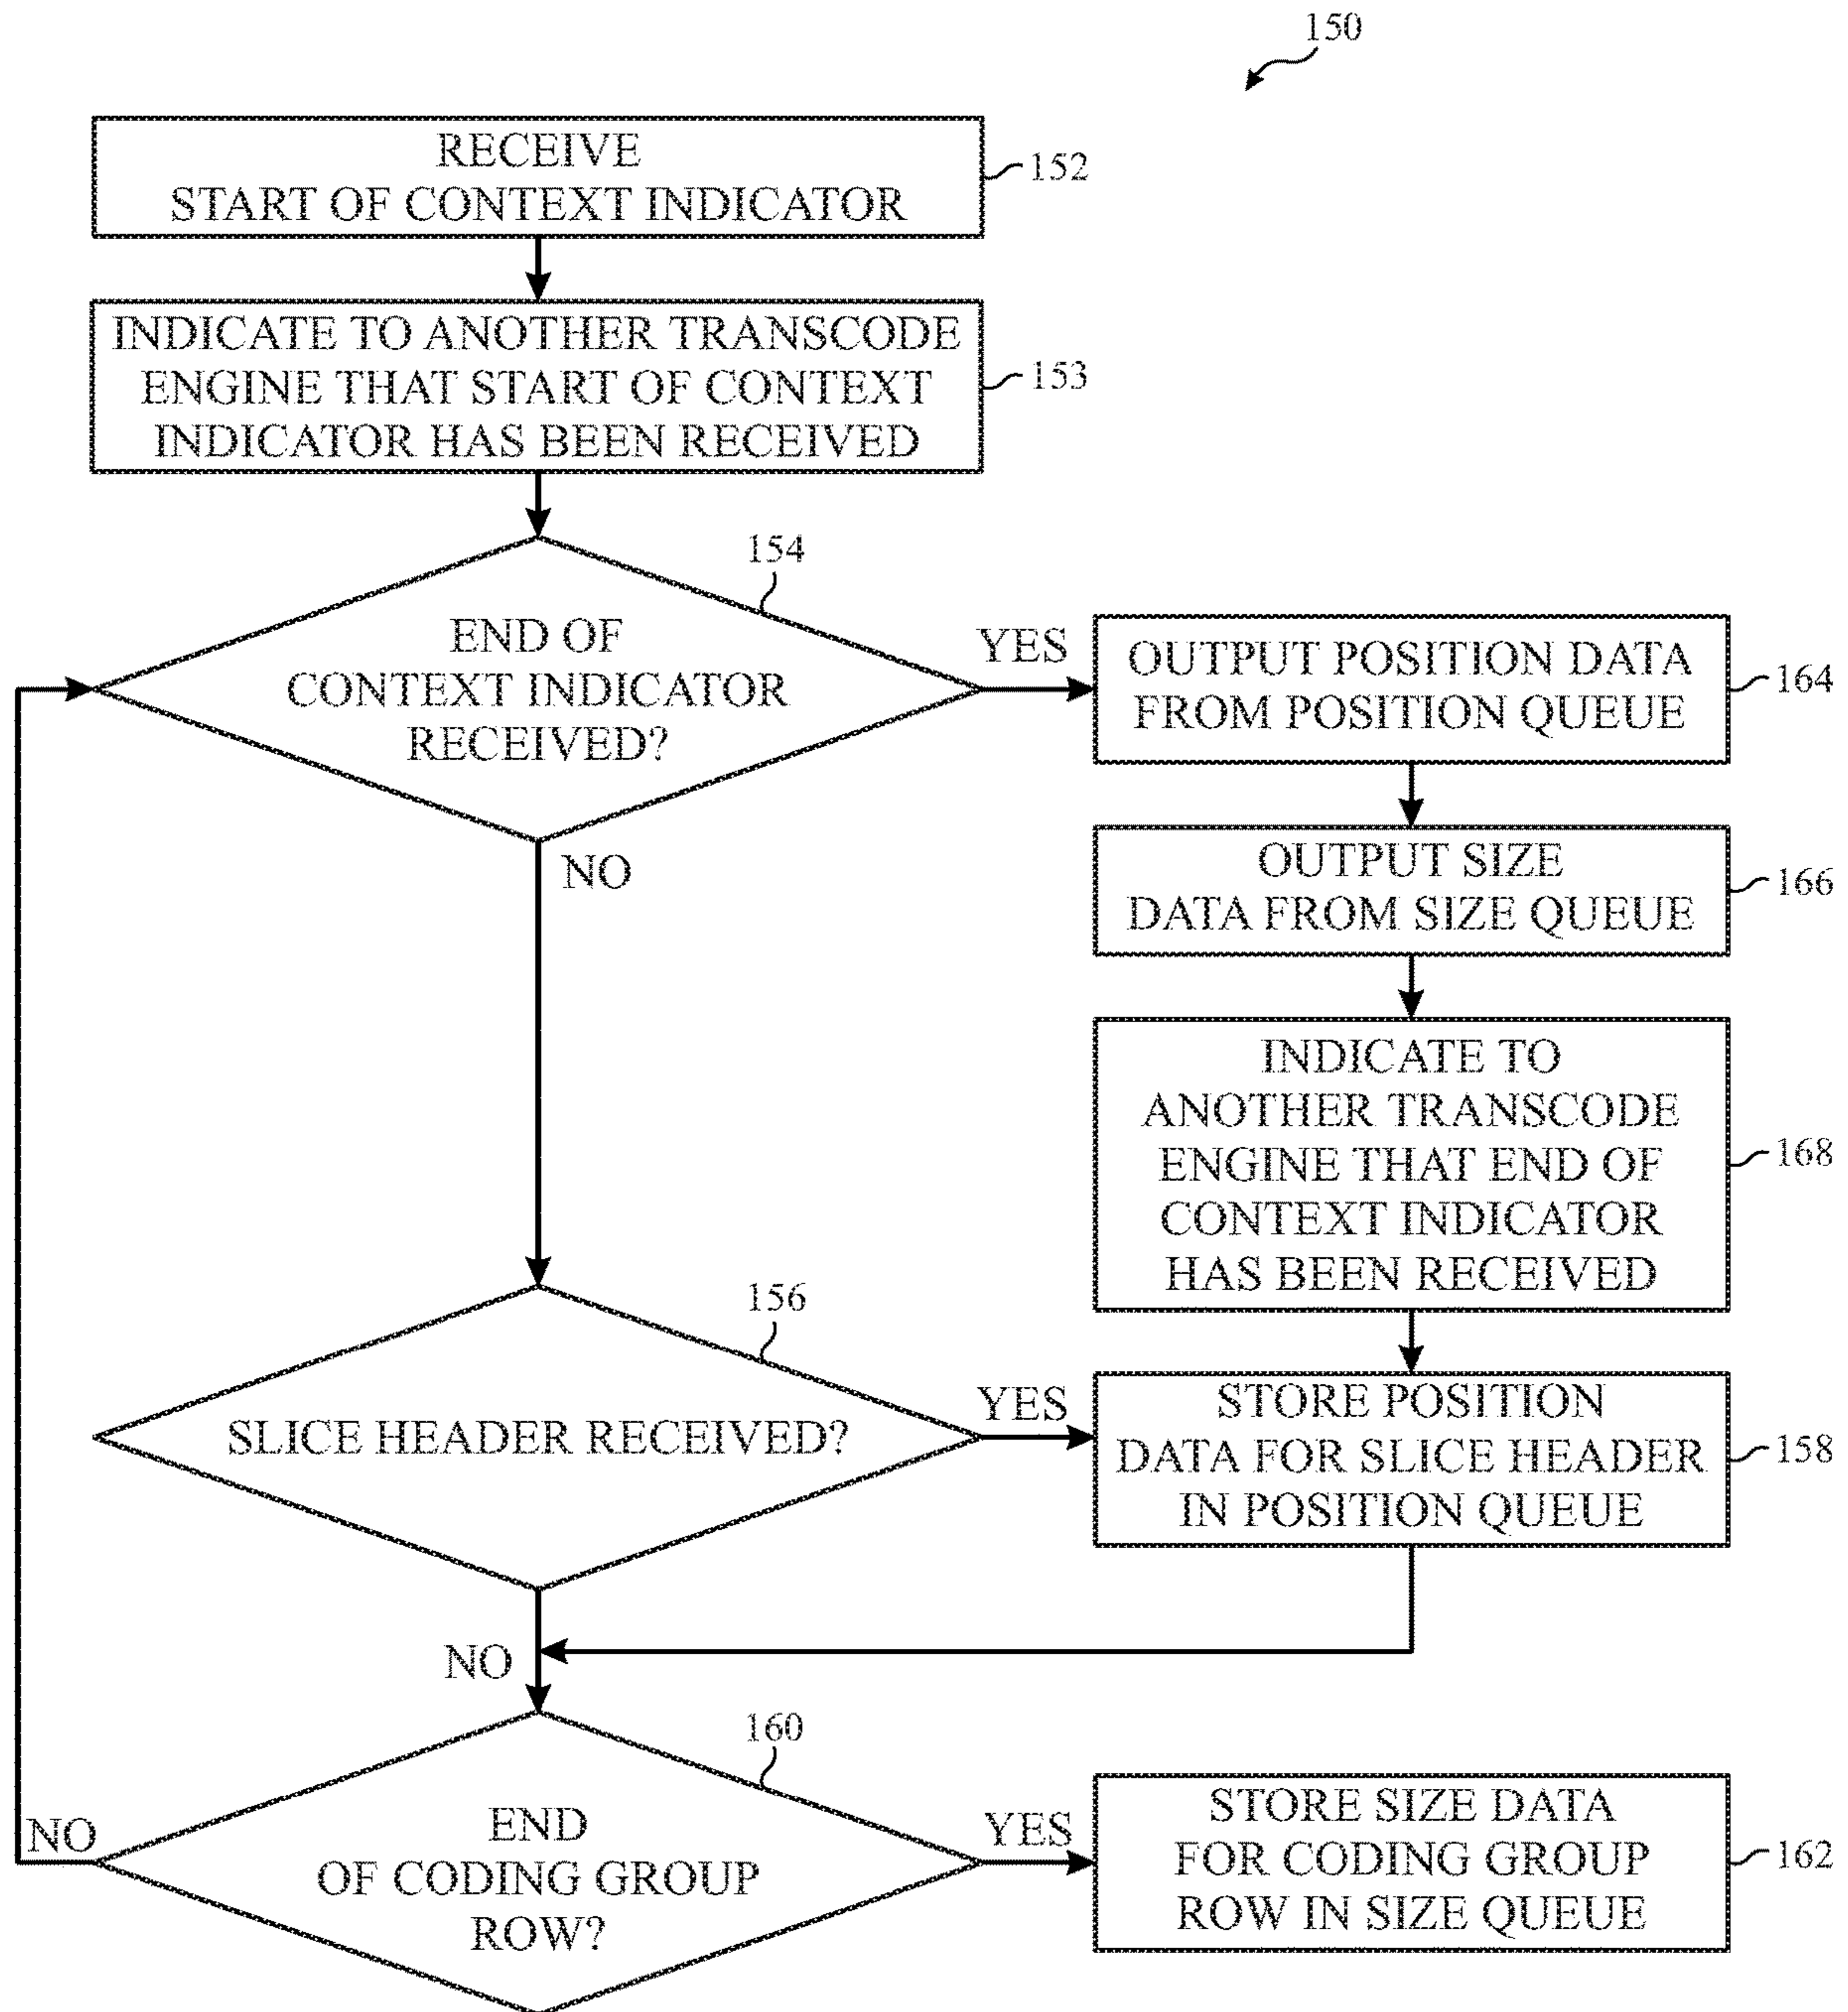 150
RECEIVE
START OF CONTEXT INDICATOR
152
INDICATE TO ANOTHER TRANSCODE
ENGINE THAT START OF CONTEXT
INDICATOR HAS BEEN RECEIVED
153
154
END OF
CONTEXT INDICATOR
RECEIVED?
YES
NO
OUTPUT POSITION DATA
FROM POSITION QUEUE
164
OUTPUT SIZE
DATA FROM SIZE QUEUE
166
INDICATE TO
ANOTHER TRANSCODE
ENGINE THAT END OF
CONTEXT INDICATOR
HAS BEEN RECEIVED
168
156
SLICE HEADER RECEIVED?
YES
NO
STORE POSITION
DATA FOR SLICE HEADER
IN POSITION QUEUE
158
160
END
OF CODING GROUP
ROW?
NO
YES
STORE SIZE DATA
FOR CODING GROUP
ROW IN SIZE QUEUE
162